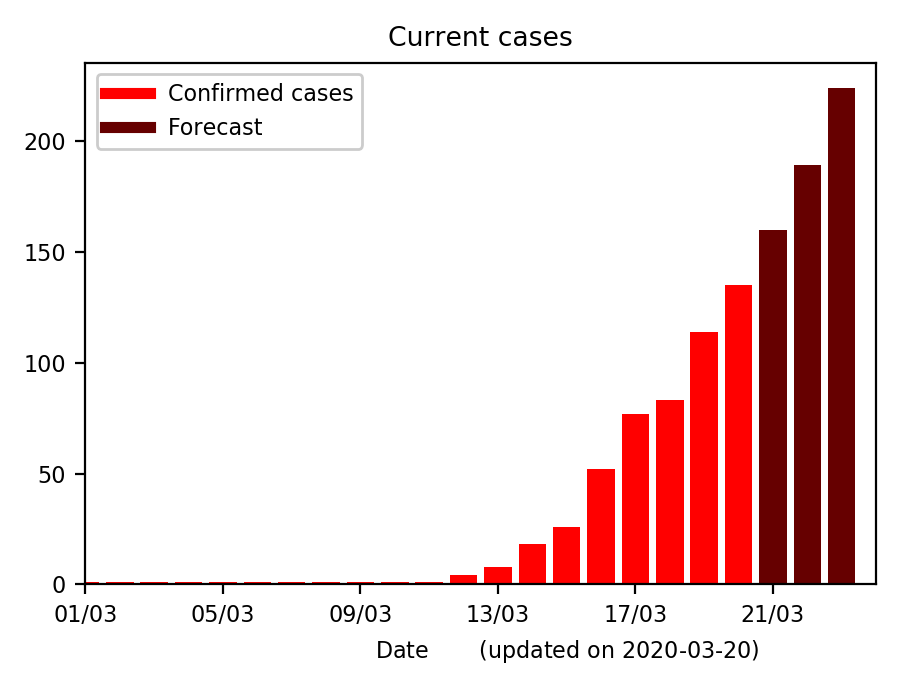 Current cases
Confirmed cases
Forecast
200
150
100
50
0
01/03 05/03 09/03 13/03 17/03 21/03
Date (updated on 2020-03-20)